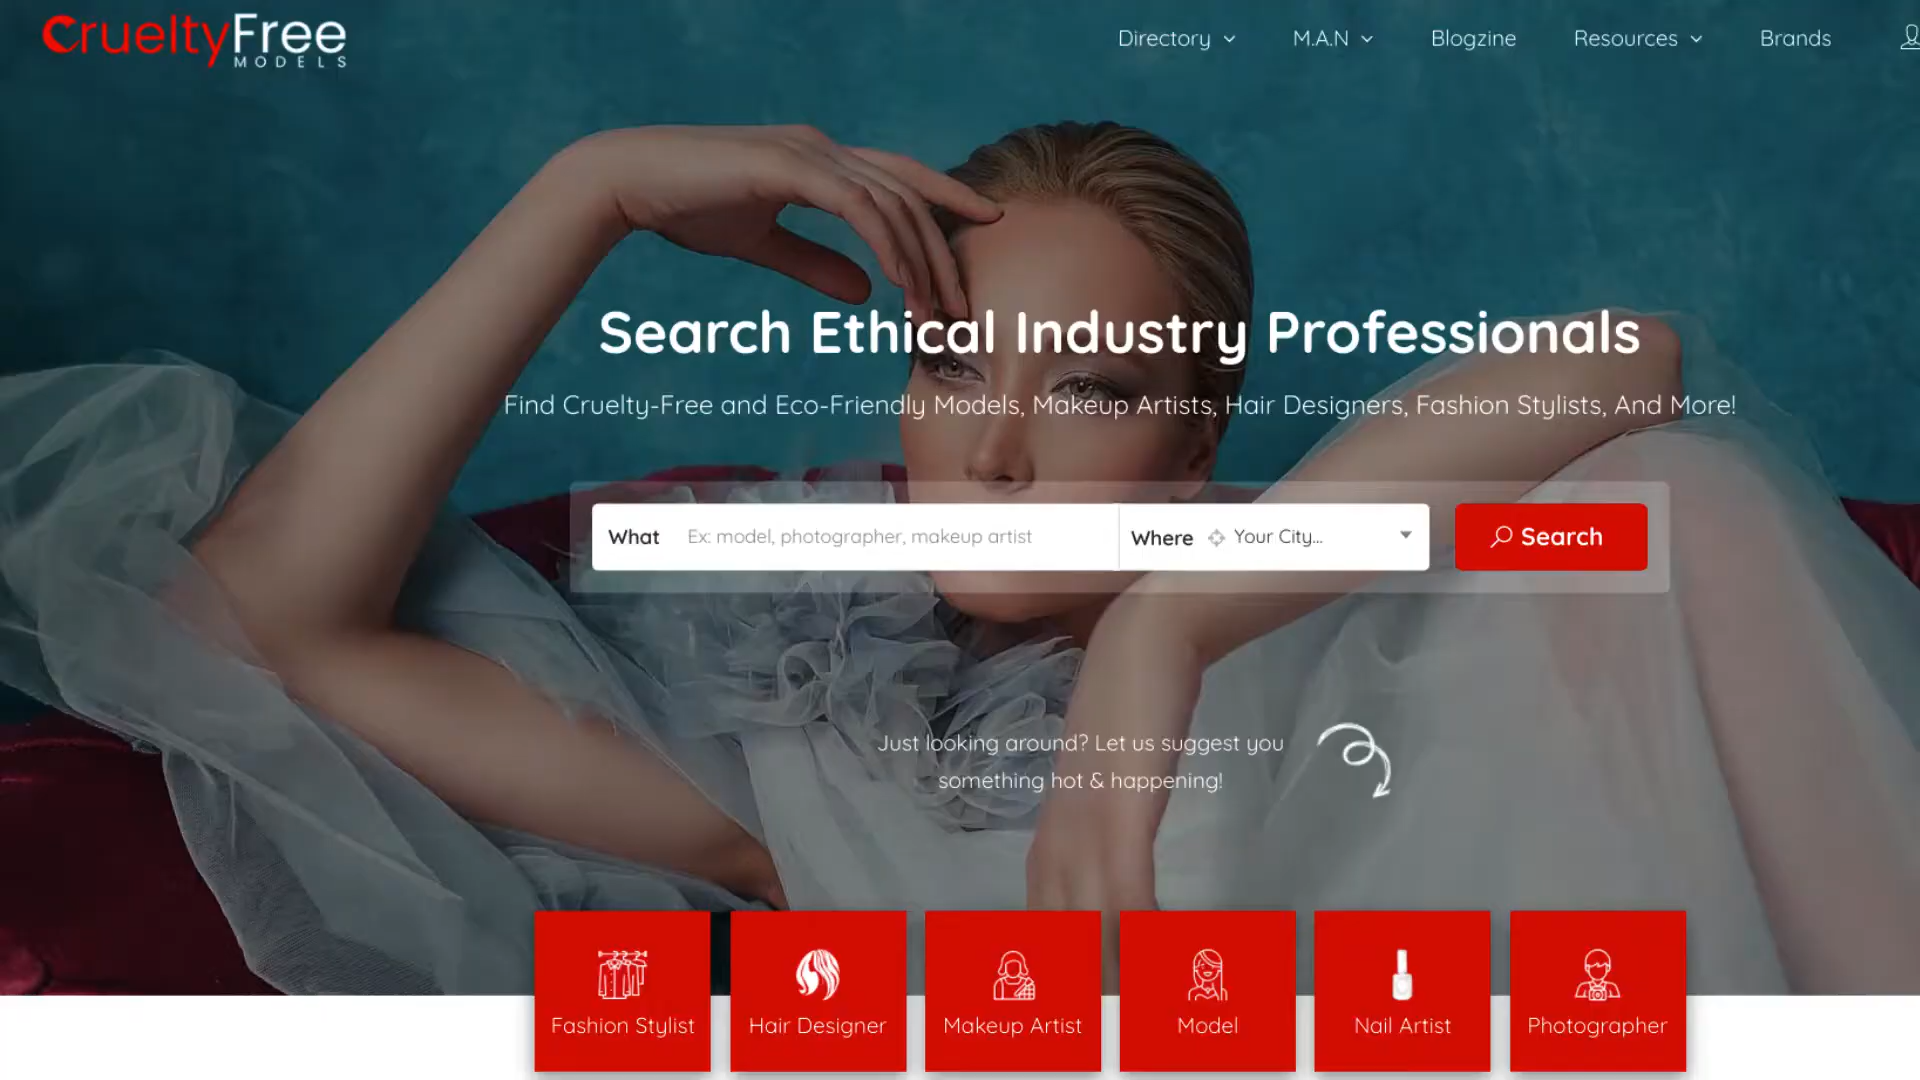 CrueltyFree
MODELS
Directory
M.A.N
Blogzine
Resources
Brands
Search Ethical Industry Professionals
Find Cruelty-Free and Eco-Friendly Models, Makeup Artists, Hair Designers, Fashion Stylists, And More!
What
Ex: model, photographer, makeup artist
Where
Your City...
Search
Just looking around? Let us suggest you
something hot & happening!
Fashion Stylist
Hair Designer
Makeup Artist
Model
Nail Artist
Photographer